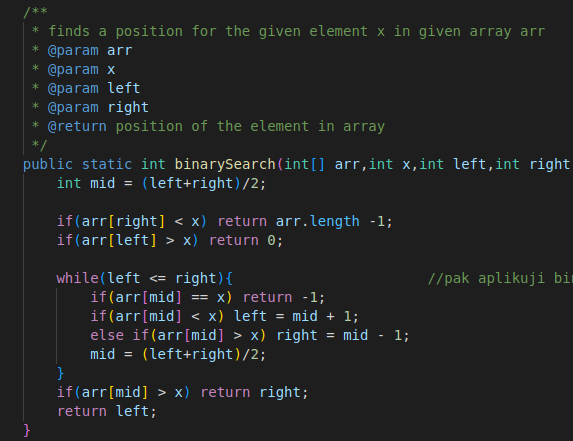 /**
 * finds a position for the given element x in given array arr
 * @param arr
 * @param x
 * @param left
 * @param right
 * @return position of the element in array
 */
public static int binarySearch(int[] arr,int x,int left,int right
    int mid = (left+right)/2;
    if(arr[right] < x) return arr.length -1;
    if(arr[left] > x) return 0;
    while(left <= right){                       //pak aplikuji
        if(arr[mid] == x) return -1;
        if(arr[mid] < x) left = mid + 1;
        else if(arr[mid] > x) right = mid - 1;
        mid = (left+right)/2;
    }
    if(arr[mid] > x) return right;
    return left;
}